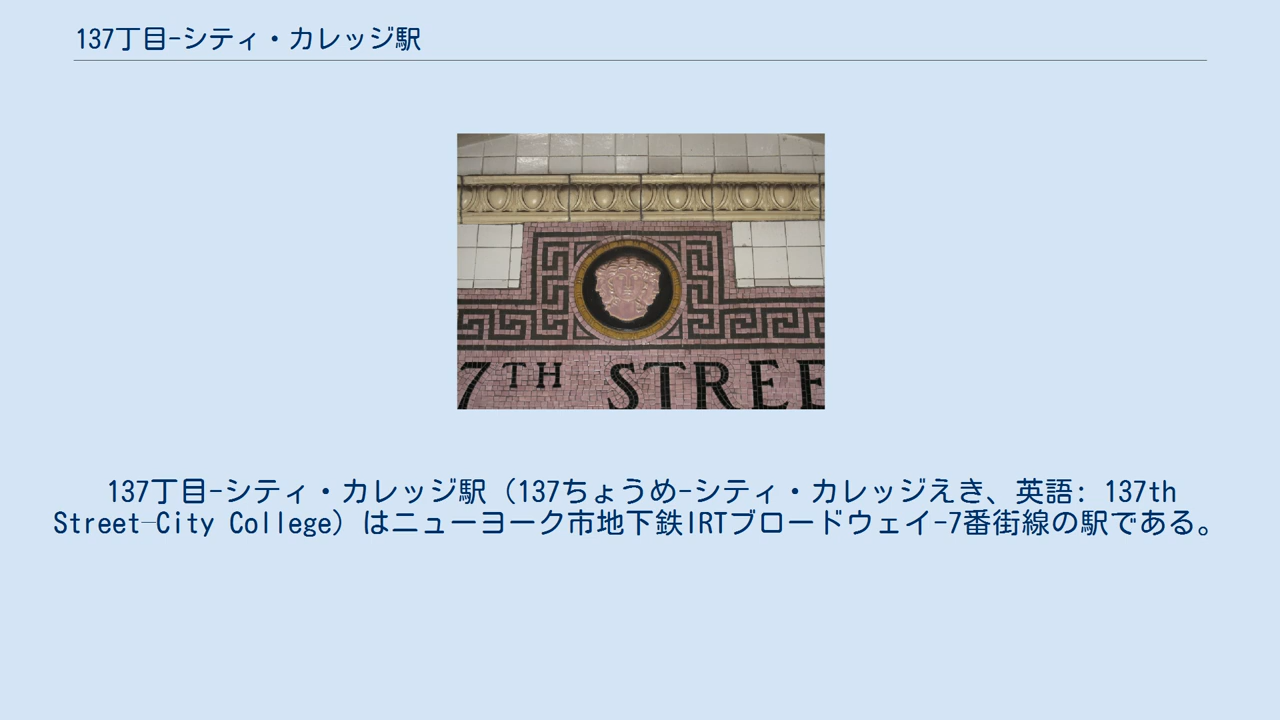 137丁目-シティ・カレッジ駅
7TH STREE
137丁目-シティ・カレッジ駅（137ちょうめ-シティ・カレッジえき、英語: 137th
Street–City College）はニューヨーク市地下鉄IRTブロードウェイ-7番街線の駅である。